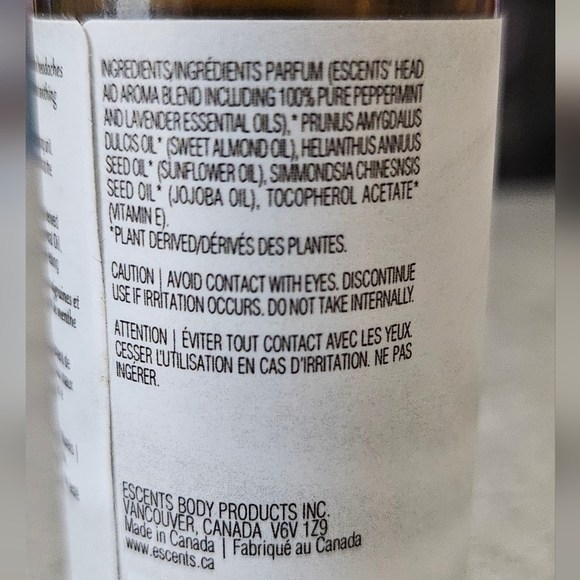 INGREDIENTS/INGRÉDIENTS PARFUM (ESCENTS' HEAD
AID AROMA BLEND INCLUDING 100% PURE PEPPERMINT
AND LAVENDER ESSENTIAL OILS),* PRUNUS AMYGDALUS
DULCIS OIL* (SWEET ALMOND OIL), HELIANTHUS ANNUUS
SEED OIL* (SUNFLOWER OIL), SIMMONDSIA CHINESNSIS
SEED OIL* (JOJOBA OIL), TOCOPHEROL ACETATE*
(VITAMIN E).
*PLANT DERIVED/DÉRIVÉS DES PLANTES.
CAUTION | AVOID CONTACT WITH EYES. DISCONTINUE
USE IF IRRITATION OCCURS. DO NOT TAKE INTERNALLY.
ATTENTION | ÉVITER TOUT CONTACT AVEC LES YEUX.
CESSER L'UTILISATION EN CAS D'IRRITATION. NE PAS
INGÉRER.
ESCENTS BODY PRODUCTS INC.
VANCOUVER, CANADA V6V 1Z9
Made in Canada | Fabriqué au Canada
www.escents.ca